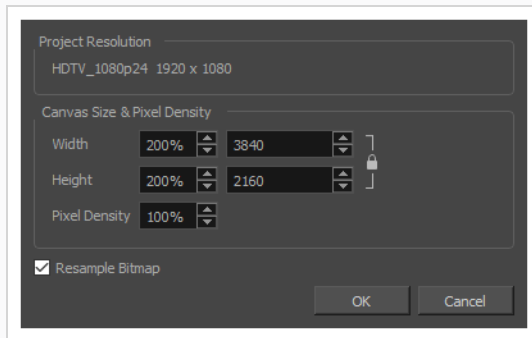 Project Resolution
HDTV_1080p24 1920 x 1080
Canvas Size & Pixel Density
Width 200% 3840
Height 200% 2160
Pixel Density 100%
Resample Bitmap
OK Cancel